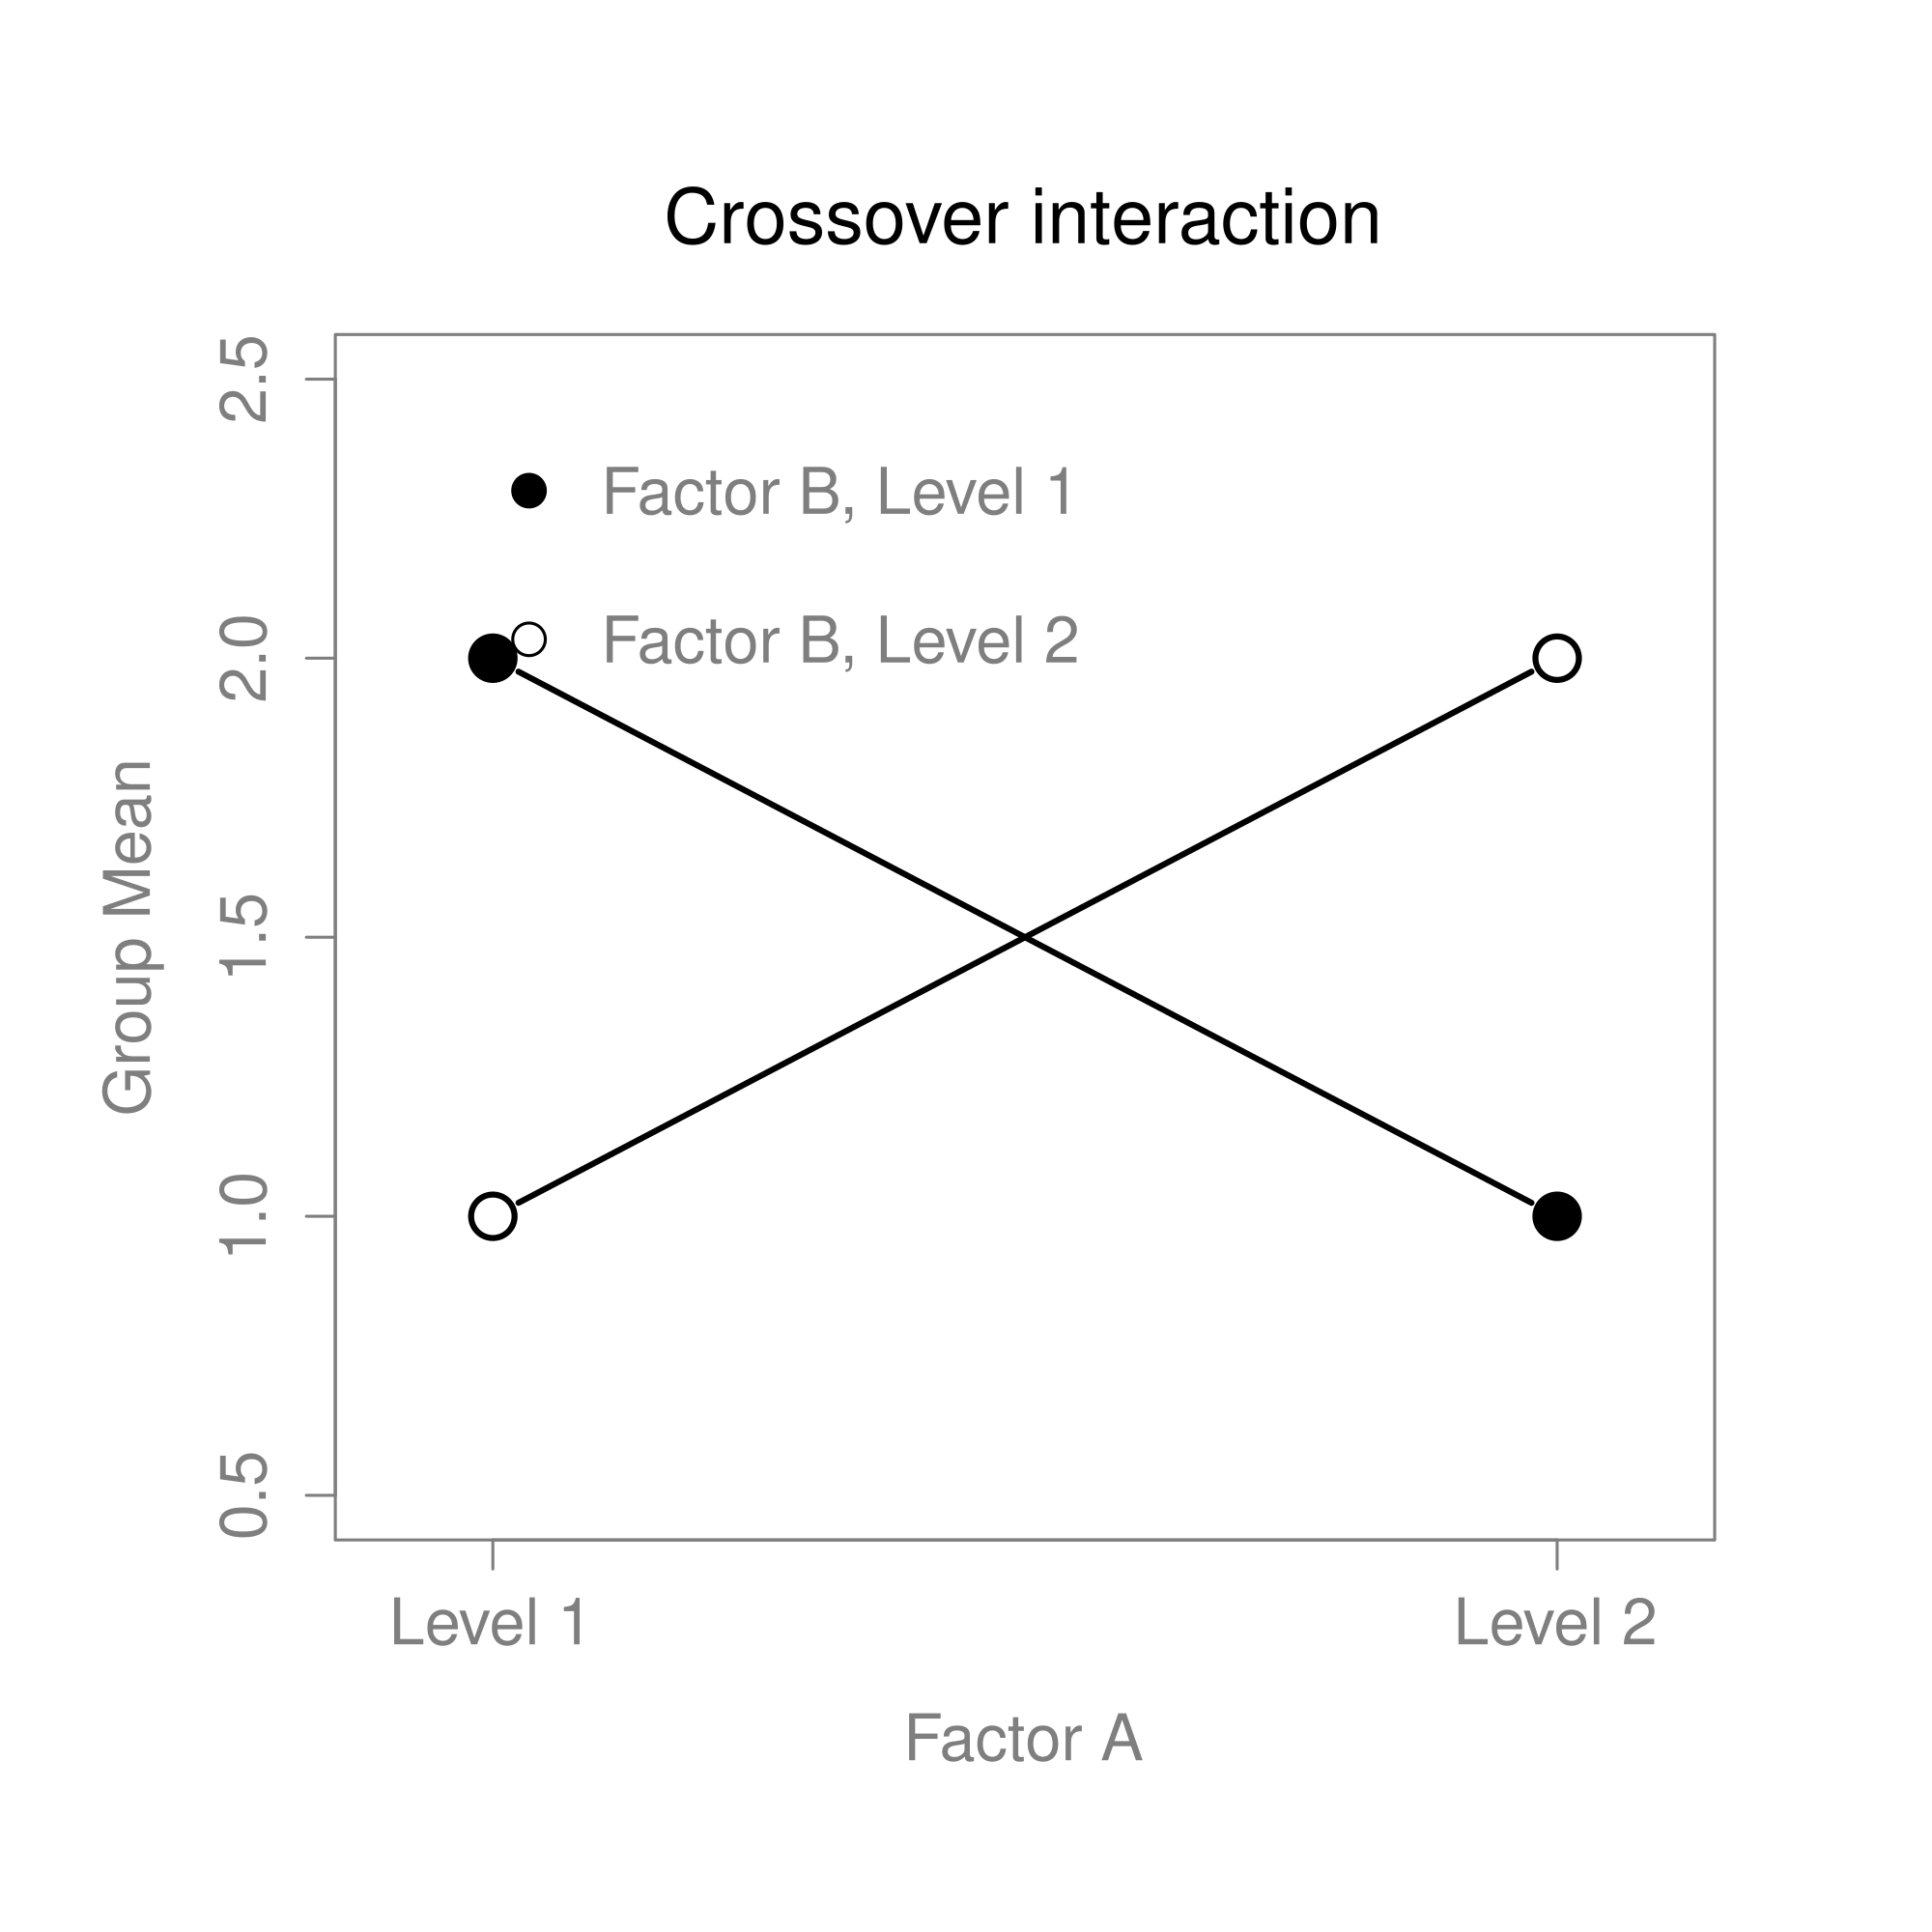 Crossover interaction
2.5
2.0
1.5
1.0
0.5
Group Mean
Factor B, Level 1
Factor B, Level 2
Level 1
Level 2
Factor A